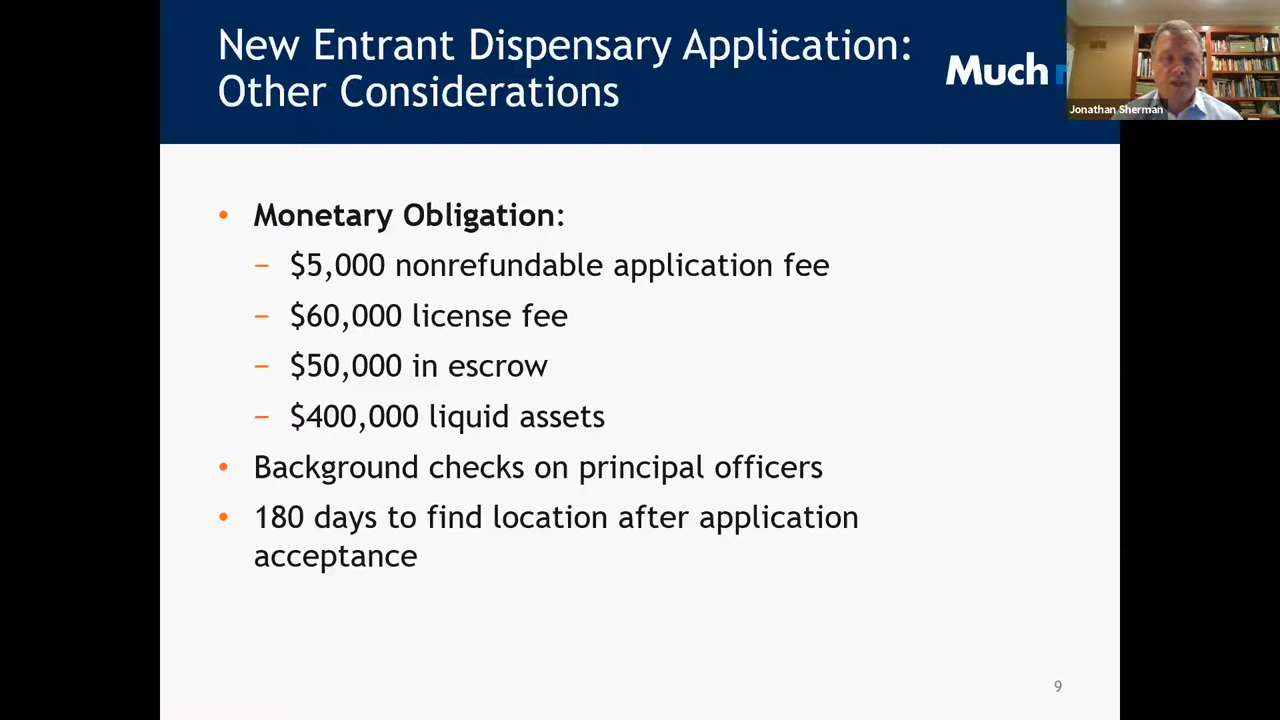 New Entrant Dispensary Application:
Other Considerations
Much
Jonathan Sherman
• Monetary Obligation:
– $5,000 nonrefundable application fee
– $60,000 license fee
– $50,000 in escrow
– $400,000 liquid assets
• Background checks on principal officers
• 180 days to find location after application
acceptance
9